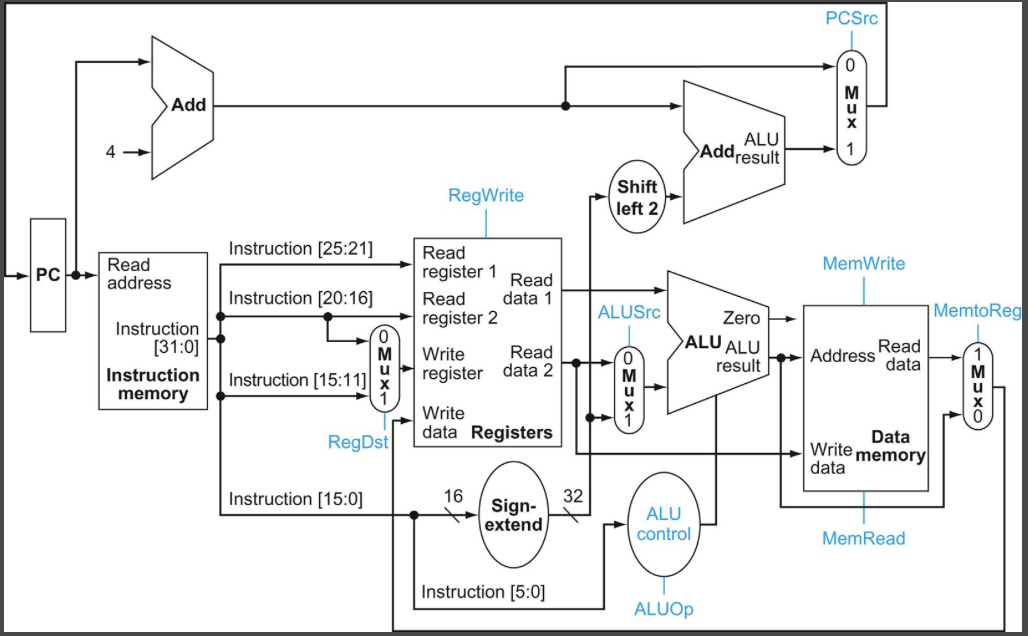 PCSrc
0
M
u
x
1
Add
4
Add ALU
result
Shift
left 2
RegWrite
PC
Read
address
Instruction
[31:0]
Instruction
memory
Instruction [25:21]
Instruction [20:16]
Instruction [15:11]
0
M
u
x
1
RegDst
Read
register 1
Read
register 2
Write
register
Write
data
Registers
Read
data 1
Read
data 2
ALUSrc
0
M
u
x
1
Zero
ALU ALU
result
MemWrite
Address
Read
data
Write
data
Data
memory
MemRead
MemtoReg
1
M
u
x
0
Instruction [15:0]
16
Sign-
extend
32
ALU
control
Instruction [5:0]
ALUOp